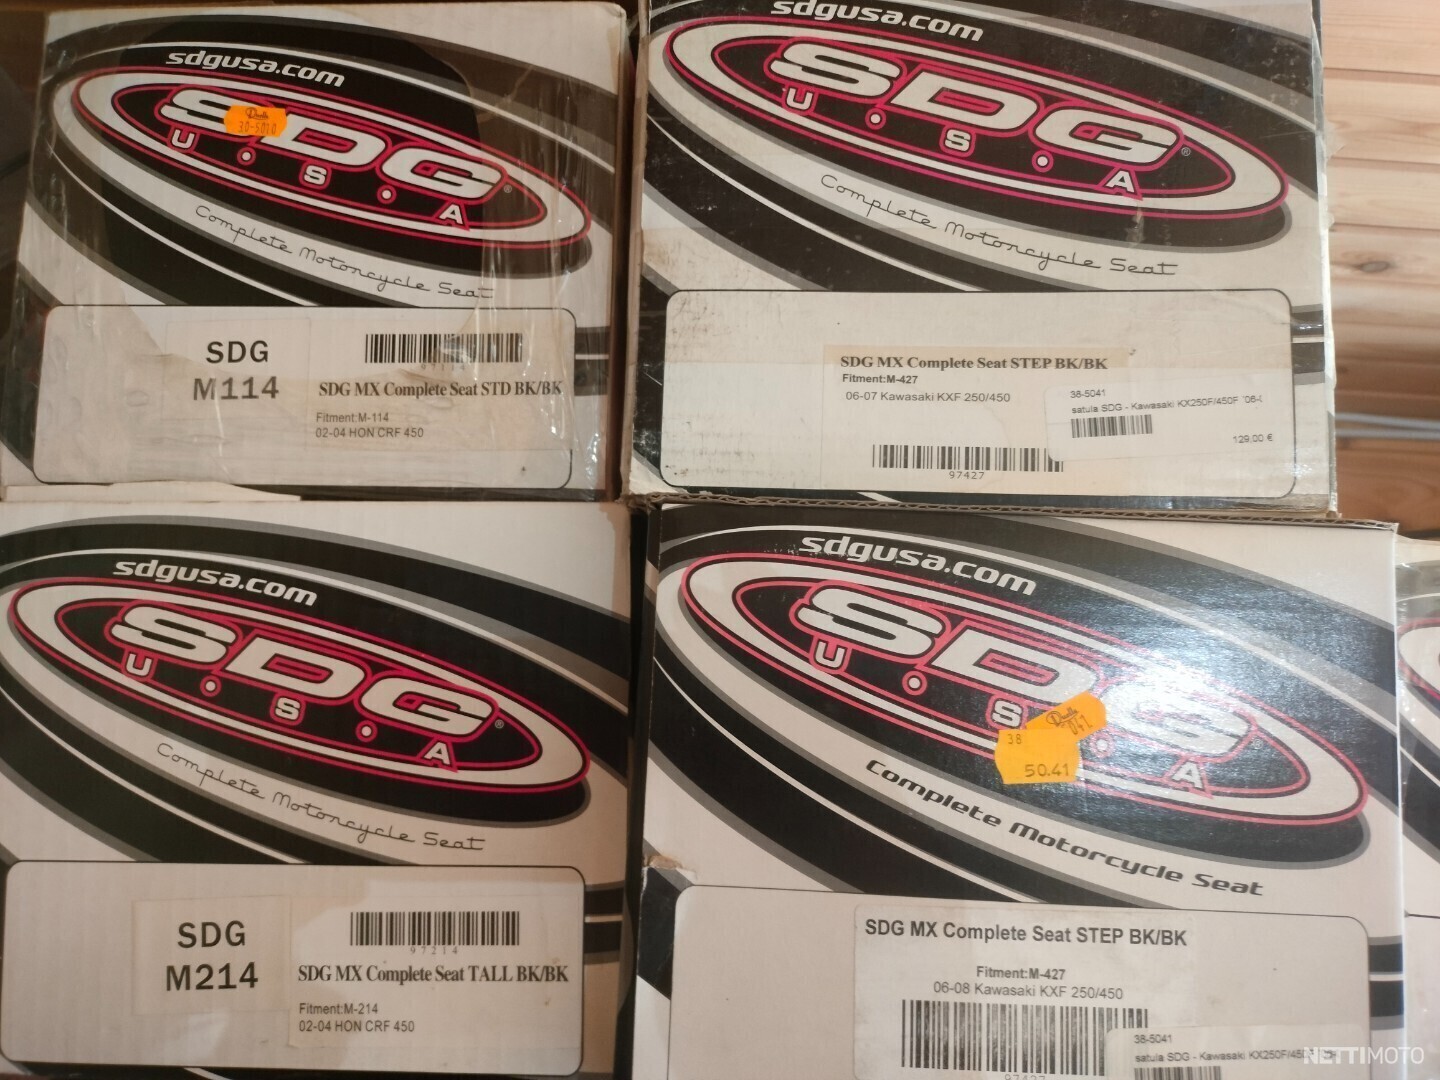 sdgusa.com
SDG®
U.S.A
Duell
30-5010
Complete Motorcycle Seat
SDG
M114
97114
SDG MX Complete Seat STD BK/BK
Fitment:M-114
02-04 HON CRF 450
sdgusa.com
SDG®
U.S.A
Complete Motorcycle Seat
SDG MX Complete Seat STEP BK/BK
Fitment:M-427
06-07 Kawasaki KXF 250/450
97427
38-5041
satula SDG - Kawasaki KX250F/450F
129,00 €
sdgusa.com
SDG®
U.S.A
Complete Motorcycle Seat
SDG
M214
97214
SDG MX Complete Seat TALL BK/BK
Fitment:M-214
02-04 HON CRF 450
sdgusa.com
SDG
U.S.A
38
50.41
Complete Motorcycle Seat
SDG MX Complete Seat STEP BK/BK
Fitment:M-427
06-08 Kawasaki KXF 250/450
97427
38-5041
satula SDG - Kawasaki
NETTIMOTO